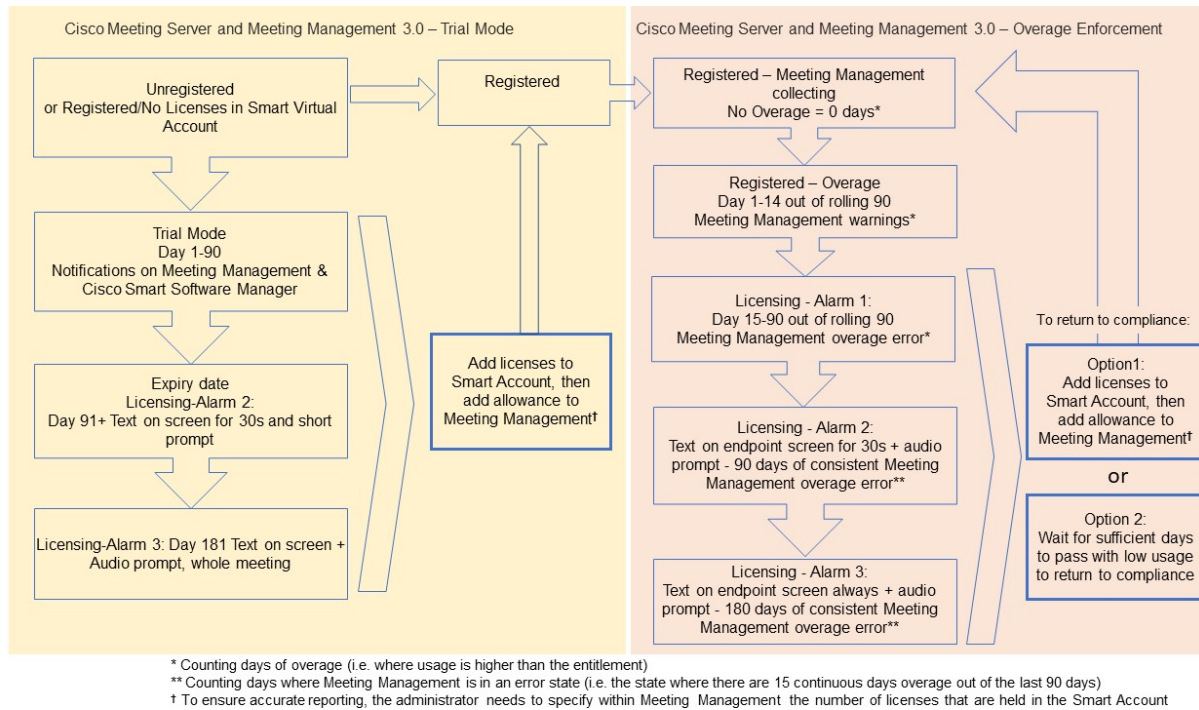 Cisco Meeting Server and Meeting Management 3.0 – Trial Mode
Unregistered
or Registered/No Licenses in Smart Virtual
Account
Registered
Trial Mode
Day 1-90
Notifications on Meeting Management &
Cisco Smart Software Manager
Expiry date
Licensing-Alarm 2:
Day 91+ Text on screen for 30s and short
prompt
Licensing-Alarm 3: Day 181 Text on screen +
Audio prompt, whole meeting
Add licenses to
Smart Account, then
add allowance to
Meeting Management†
Cisco Meeting Server and Meeting Management 3.0 – Overage Enforcement
Registered – Meeting Management
collecting
No Overage = 0 days*
Registered – Overage
Day 1-14 out of rolling 90
Meeting Management warnings*
Licensing - Alarm 1:
Day 15-90 out of rolling 90
Meeting Management overage error*
Licensing - Alarm 2:
Text on endpoint screen for 30s + audio
prompt - 90 days of consistent Meeting
Management overage error**
Licensing - Alarm 3:
Text on endpoint screen always + audio
prompt - 180 days of consistent Meeting
Management overage error**
To return to compliance:
Option1:
Add licenses to
Smart Account, then
add allowance to
Meeting Management†
or
Option 2:
Wait for sufficient days
to pass with low usage
to return to compliance
* Counting days of overage (i.e. where usage is higher than the entitlement)
** Counting days where Meeting Management is in an error state (i.e. the state where there are 15 continuous days overage out of the last 90 days)
† To ensure accurate reporting, the administrator needs to specify within Meeting Management the number of licenses that are held in the Smart Account